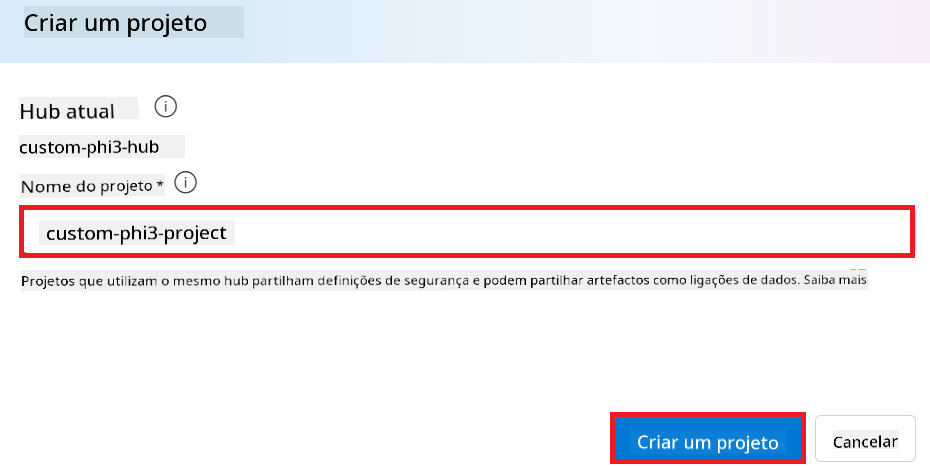 Criar um projeto
Hub atual
custom-phi3-hub
Nome do projeto *
custom-phi3-project
Projetos que utilizam o mesmo hub partilham definições de segurança e podem partilhar artefactos como ligações de dados. Saiba mais
Criar um projeto
Cancelar